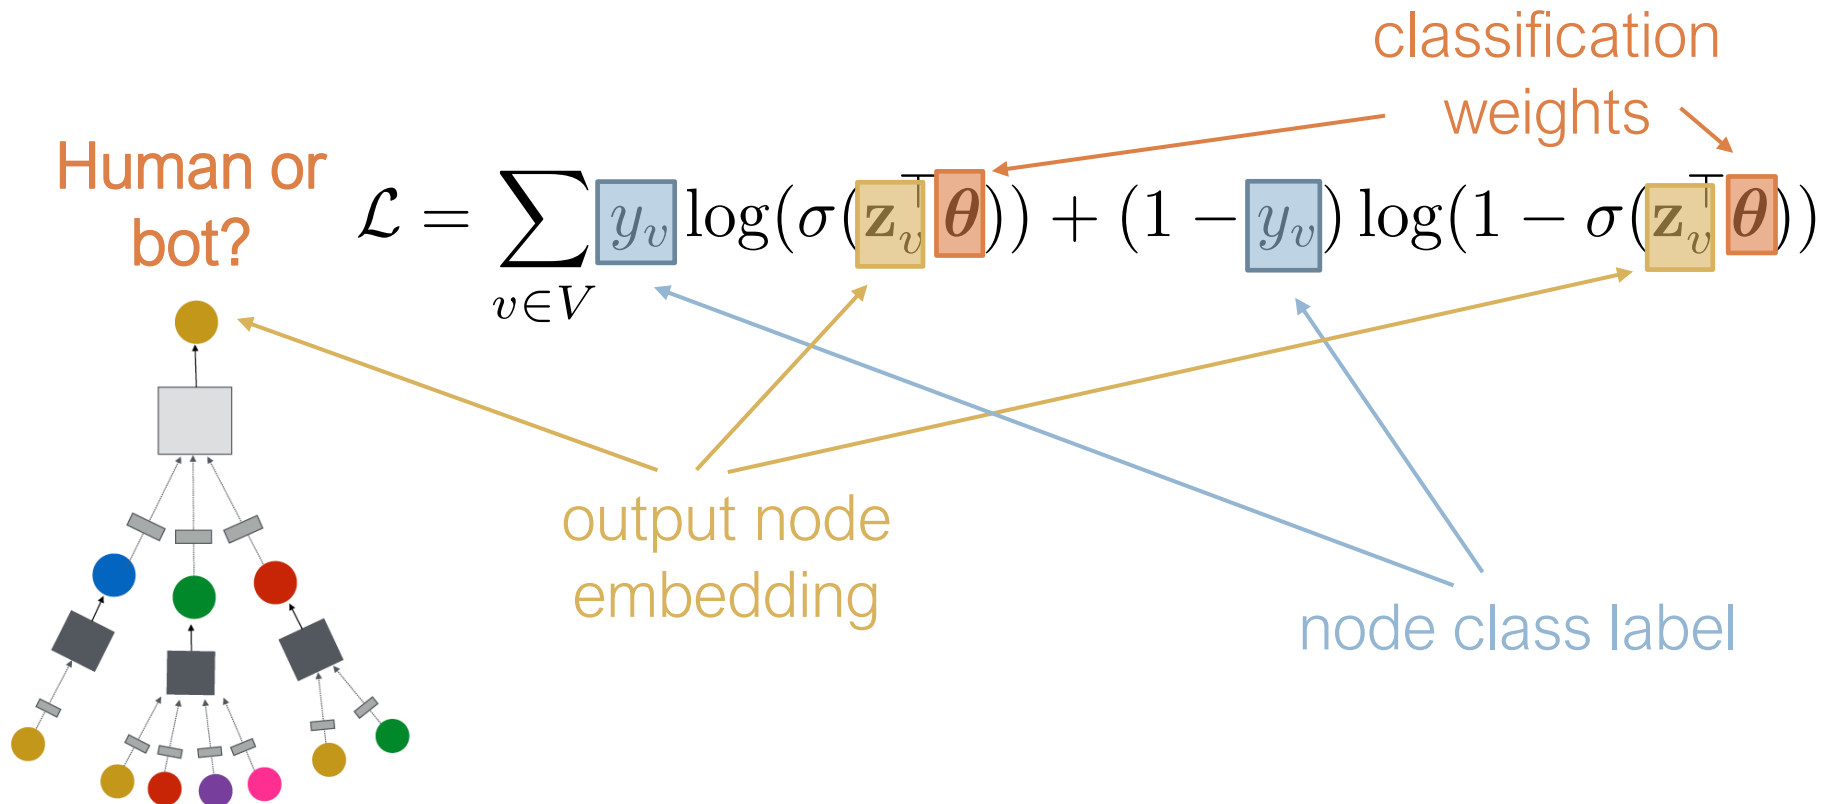 classification
weights
Human or
bot?
ℒ = ∑ y_v log(σ(z_v^⊤ θ)) + (1 − y_v) log(1 − σ(z_v^⊤ θ))
v∈V
output node
embedding
node class label